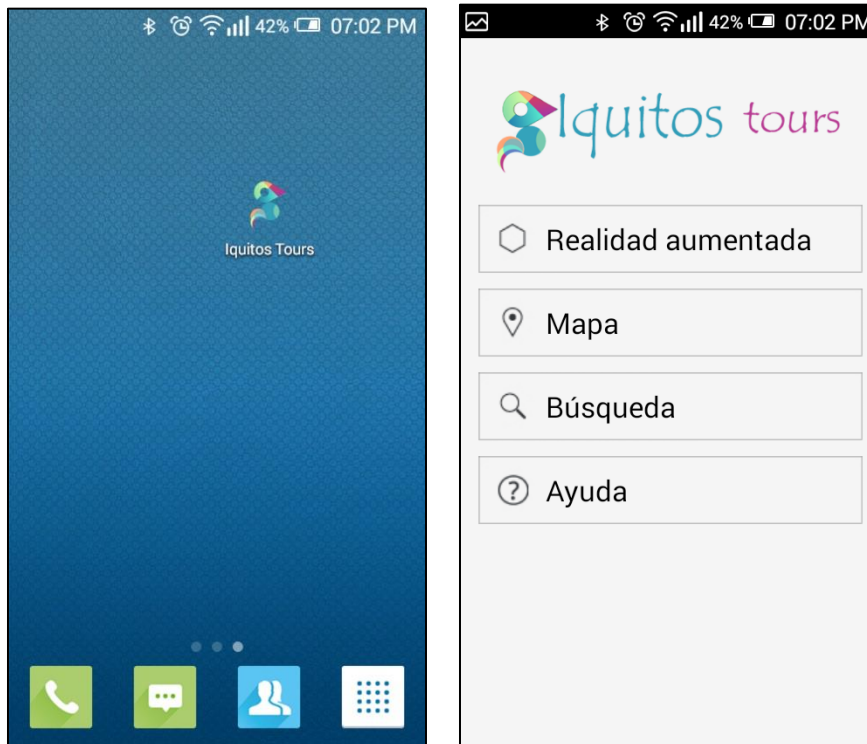 42% 07:02 PM
Iquitos Tours
42% 07:02 PM
Iquitos tours
Realidad aumentada
Mapa
Búsqueda
Ayuda